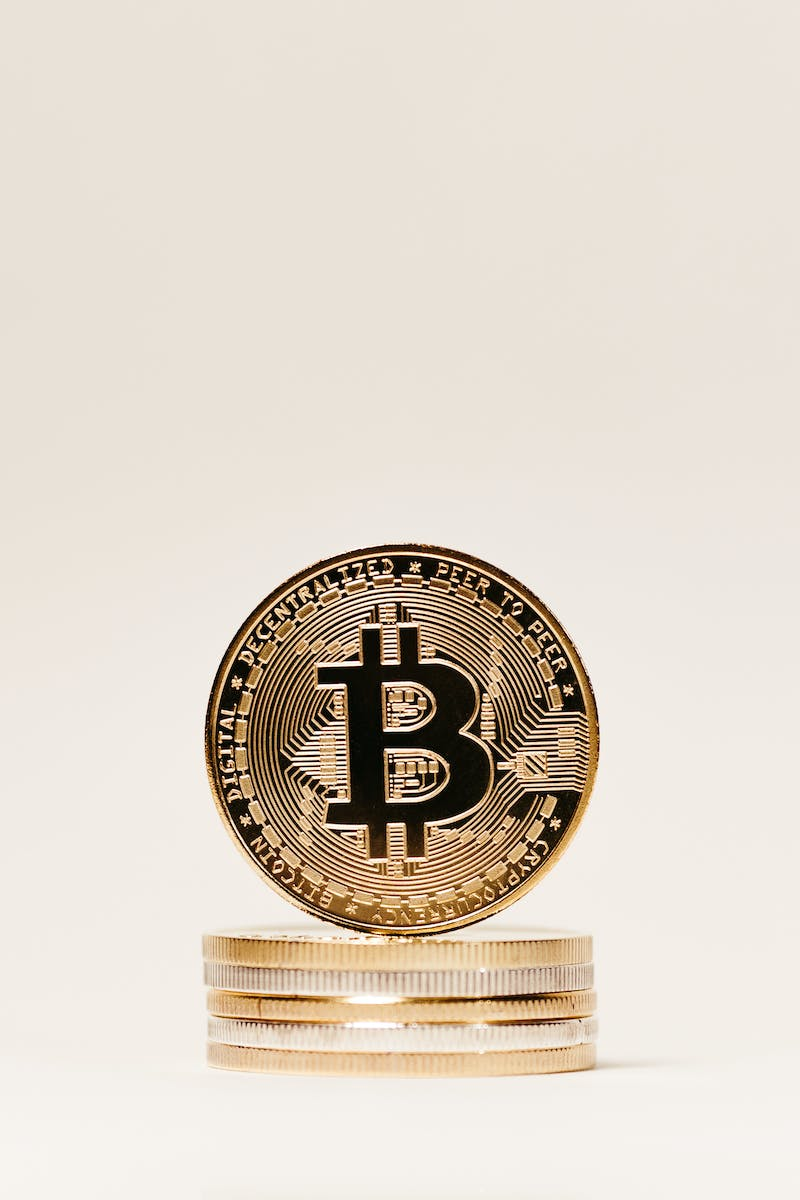 DIGITAL * DECENTRALIZED * PEER TO PEER *
BITCOIN * CRYPTOCURRENCY *
B